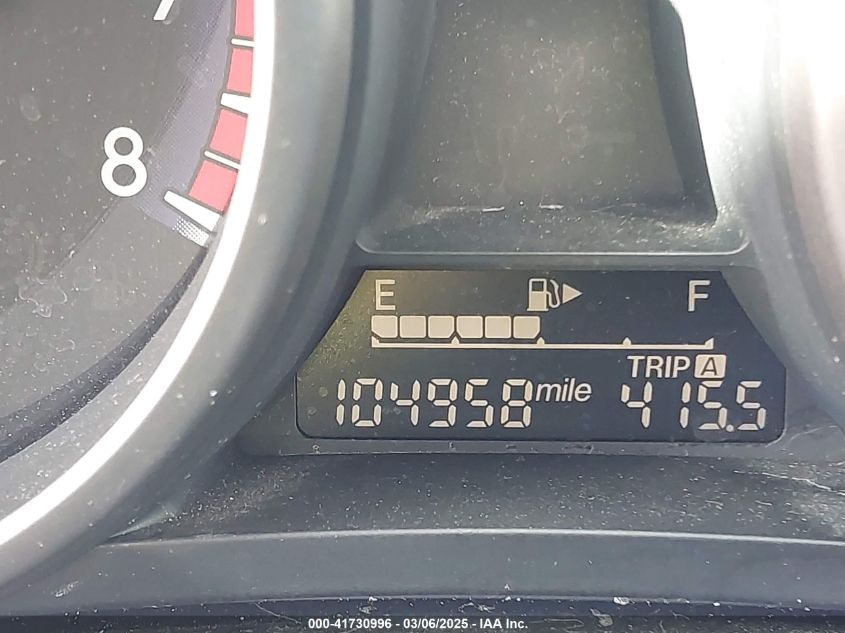 8
E F
TRIP A
104958 mile 415.5
000-41730996 - 03/06/2025 - IAA Inc.